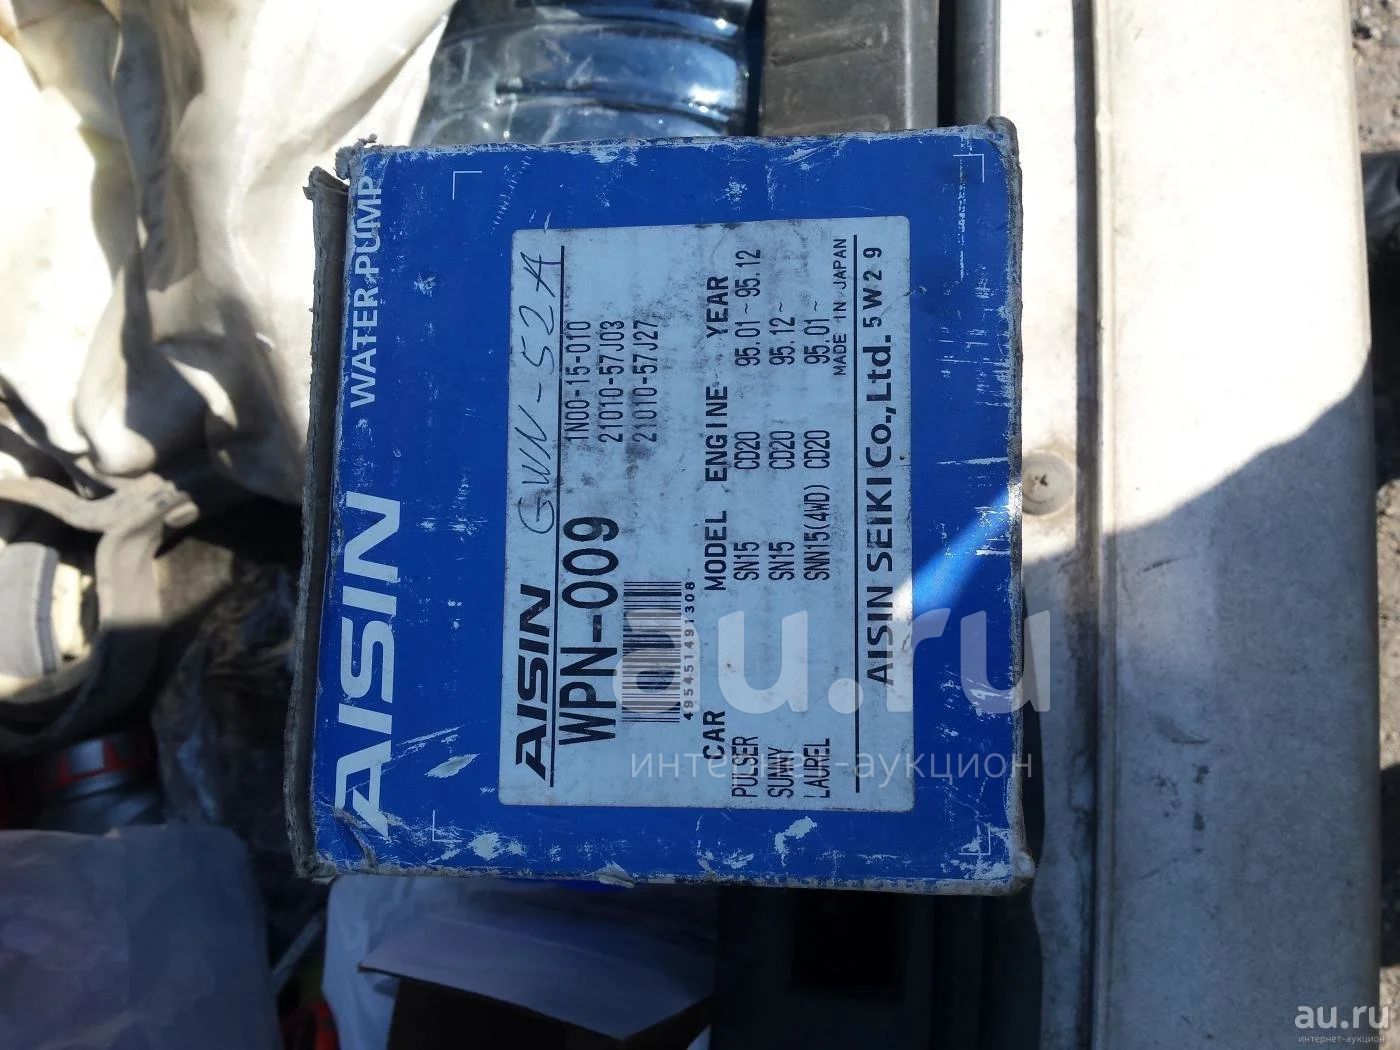 AISIN WATER PUMP
GWN-52A
AISIN
WPN-009
1N00-15-010
21010-57J03
21010-57J27
4954514911308
CAR MODEL ENGINE YEAR
PULSER SN15 CD20 95.01～95.12
SUNNY SN15 CD20 95.12～
LAUREL SNN15(4WD) CD20 95.01～
MADE IN JAPAN
AISIN SEIKI Co.,Ltd. 5W29
au.ru
интернет-аукцион
au.ru
интернет-аукцион